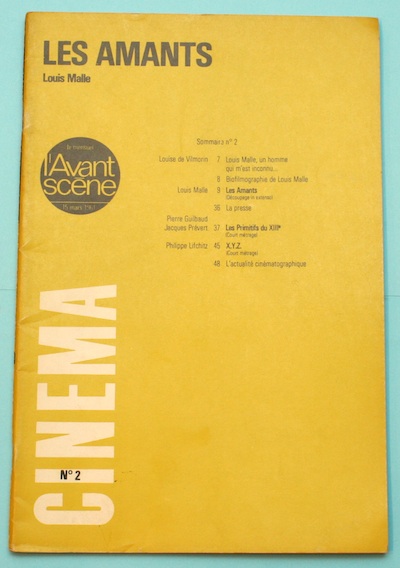 LES AMANTS
Louis Malle
l'Avant
scène
15 mars 1961
Sommaire n° 2
Louise de Vilmorin 7 Louis Malle, un homme
qui m'est inconnu...
8 Biofilmographie de Louis Malle
Louis Malle 9 Les Amants
(Découpage in extenso)
36 La presse
Pierre Guilbaud
Jacques Prévert 37 Les Primitifs du XIIIᵉ
(Court métrage)
Philippe Lifchitz 45 X.Y.Z.
(Court métrage)
48 L'actualité cinématographique
CINEMA
N° 2